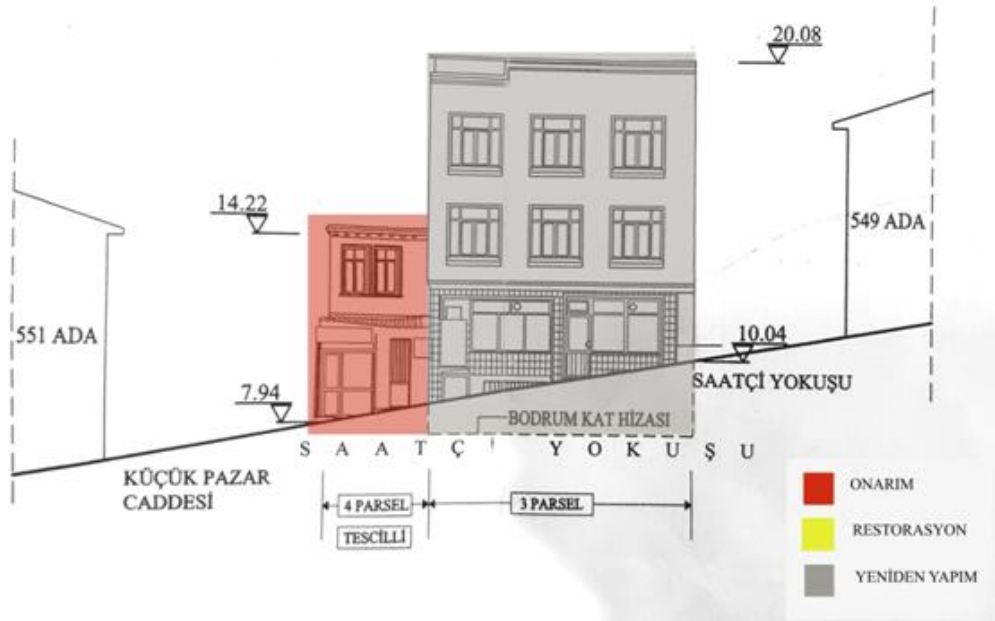 20.08
14.22
549 ADA
551 ADA
10.04
7.94
SAATÇİ YOKUŞU
BODRUM KAT HİZASI
S A A T Ç İ Y O K U Ş U
KÜÇÜK PAZAR
CADDESİ
4 PARSEL
3 PARSEL
TESCİLLİ
ONARIM
RESTORASYON
YENİDEN YAPIM